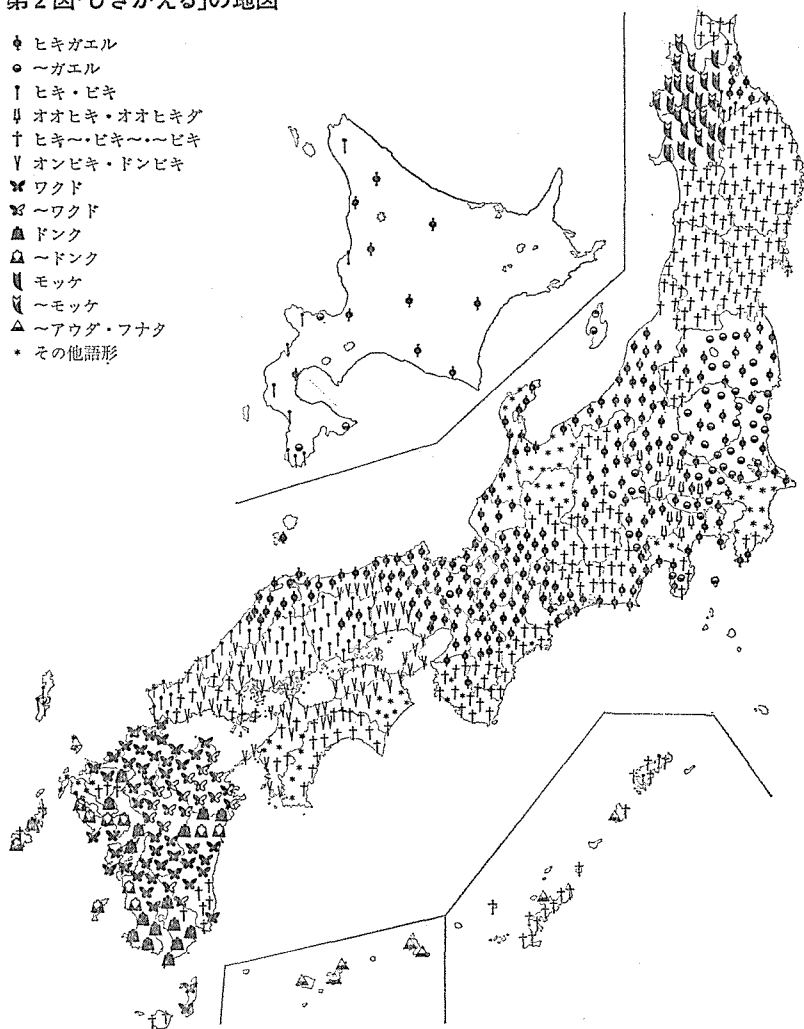 第2図「ひきがえる」の地図
ヒキガエル
～ガエル
ヒキ・ビキ
オオヒキ・オオヒキダ
ヒキ～・ビキ～・～ビキ
オンビキ・ドンビキ
ワクド
～ワクド
ドンク
～ドンク
モッケ
～モッケ
～アウダ・フナタ
その他語形